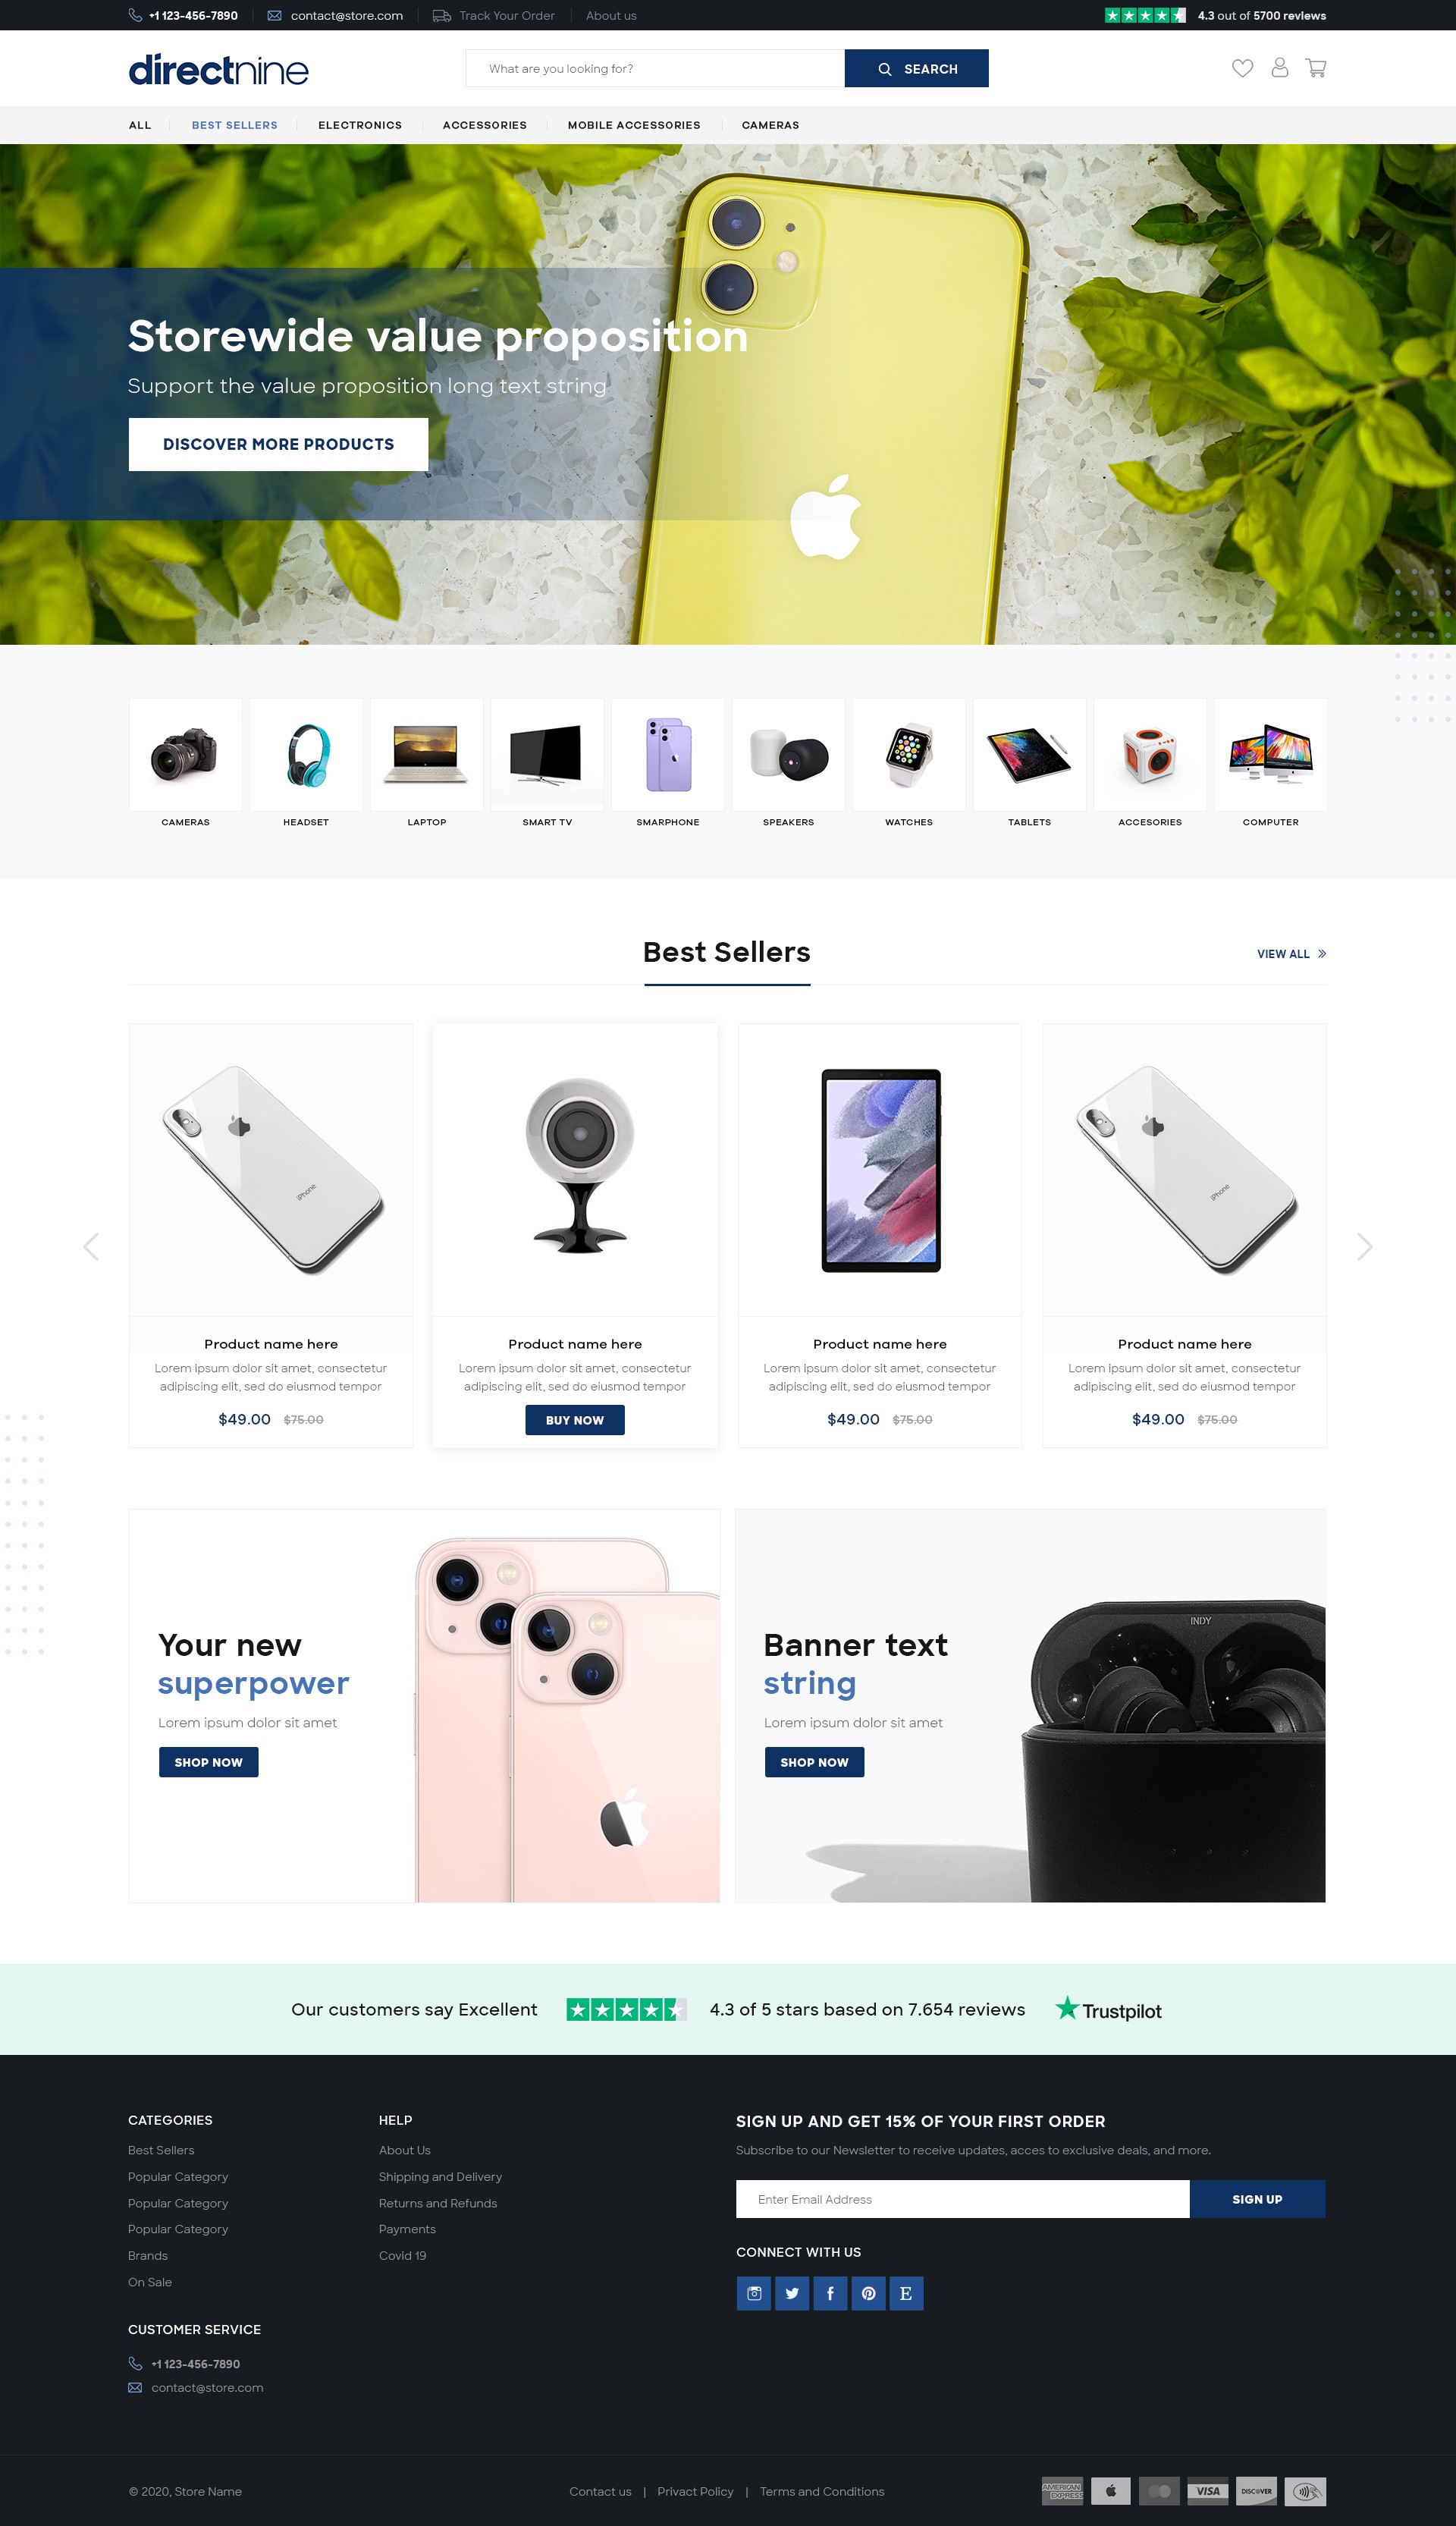 +1 123-456-7890
contact@store.com
Track Your Order
About us
4.3 out of 5700 reviews
directnine
What are you looking for?
SEARCH
ALL
BEST SELLERS
ELECTRONICS
ACCESSORIES
MOBILE ACCESSORIES
CAMERAS
Storewide value proposition
Support the value proposition long text string
DISCOVER MORE PRODUCTS
CAMERAS
HEADSET
LAPTOP
SMART TV
SMARPHONE
SPEAKERS
WATCHES
TABLETS
ACCESORIES
COMPUTER
Best Sellers
VIEW ALL
iPhone
iPhone
Product name here
Lorem ipsum dolor sit amet, consectetur
adipiscing elit, sed do eiusmod tempor
$49.00 $75.00
Product name here
Lorem ipsum dolor sit amet, consectetur
adipiscing elit, sed do eiusmod tempor
BUY NOW
Product name here
Lorem ipsum dolor sit amet, consectetur
adipiscing elit, sed do eiusmod tempor
$49.00 $75.00
Product name here
Lorem ipsum dolor sit amet, consectetur
adipiscing elit, sed do eiusmod tempor
$49.00 $75.00
Your new
superpower
Lorem ipsum dolor sit amet
SHOP NOW
Banner text
string
Lorem ipsum dolor sit amet
SHOP NOW
INDY
Our customers say Excellent
4.3 of 5 stars based on 7.654 reviews
Trustpilot
CATEGORIES
Best Sellers
Popular Category
Popular Category
Popular Category
Brands
On Sale
HELP
About Us
Shipping and Delivery
Returns and Refunds
Payments
Covid 19
SIGN UP AND GET 15% OF YOUR FIRST ORDER
Subscribe to our Newsletter to receive updates, acces to exclusive deals, and more.
Enter Email Address
SIGN UP
CONNECT WITH US
E
CUSTOMER SERVICE
+1 123-456-7890
contact@store.com
© 2020, Store Name
Contact us | Privact Policy | Terms and Conditions
AMERICAN
EXPRESS
VISA
DISCOVER